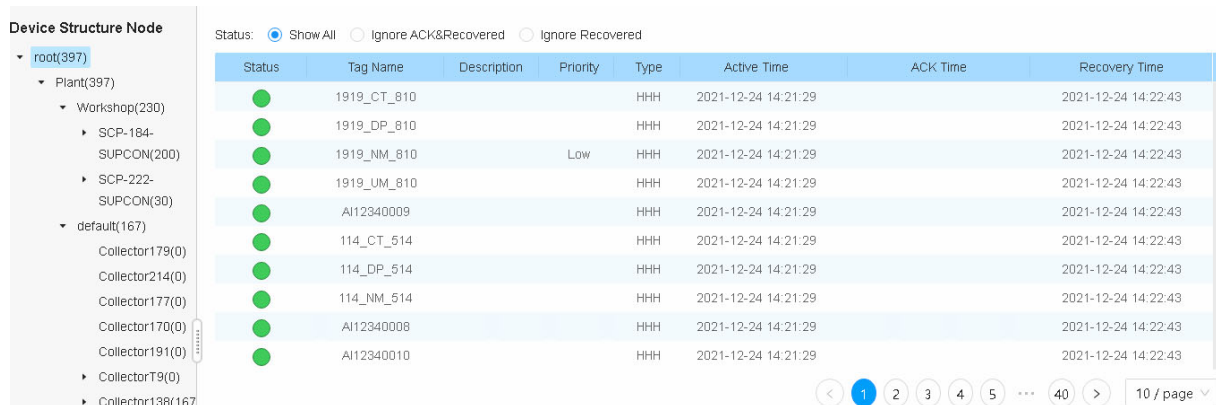 Device Structure Node
root(397)
Plant(397)
Workshop(230)
SCP-184-
SUPCON(200)
SCP-222-
SUPCON(30)
default(167)
Collector179(0)
Collector214(0)
Collector177(0)
Collector170(0)
Collector191(0)
CollectorT9(0)
Collector138(167
Status: Show All Ignore ACK&Recovered Ignore Recovered
Status Tag Name Description Priority Type Active Time ACK Time Recovery Time
1919_CT_810 HHH 2021-12-24 14:21:29 2021-12-24 14:22:43
1919_DP_810 HHH 2021-12-24 14:21:29 2021-12-24 14:22:43
1919_NM_810 Low HHH 2021-12-24 14:21:29 2021-12-24 14:22:43
1919_UM_810 HHH 2021-12-24 14:21:29 2021-12-24 14:22:43
AI12340009 HHH 2021-12-24 14:21:29 2021-12-24 14:22:43
114_CT_514 HHH 2021-12-24 14:21:29 2021-12-24 14:22:43
114_DP_514 HHH 2021-12-24 14:21:29 2021-12-24 14:22:43
114_NM_514 HHH 2021-12-24 14:21:29 2021-12-24 14:22:43
AI12340008 HHH 2021-12-24 14:21:29 2021-12-24 14:22:43
AI12340010 HHH 2021-12-24 14:21:29 2021-12-24 14:22:43
< 1 2 3 4 5 ••• 40 > 10 / page